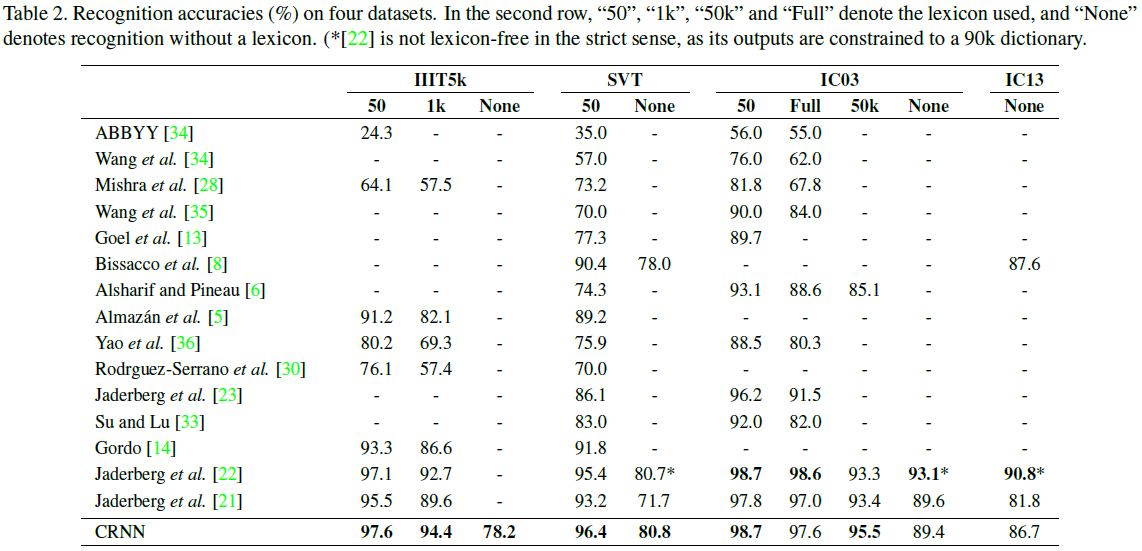 Table 2. Recognition accuracies (%) on four datasets. In the second row, “50”, “1k”, “50k” and “Full” denote the lexicon used, and “None”
denotes recognition without a lexicon. (*[22] is not lexicon-free in the strict sense, as its outputs are constrained to a 90k dictionary.
IIIT5k SVT IC03 IC13
50 1k None 50 None 50 Full 50k None None
ABBYY [34] 24.3 - - 35.0 - 56.0 55.0 - - -
Wang et al. [34] - - - 57.0 - 76.0 62.0 - - -
Mishra et al. [28] 64.1 57.5 - 73.2 - 81.8 67.8 - - -
Wang et al. [35] - - - 70.0 - 90.0 84.0 - - -
Goel et al. [13] - - - 77.3 - 89.7 - - - -
Bissacco et al. [8] - - - 90.4 78.0 - - - - 87.6
Alsharif and Pineau [6] - - - 74.3 - 93.1 88.6 85.1 - -
Almazán et al. [5] 91.2 82.1 - 89.2 - - - - - -
Yao et al. [36] 80.2 69.3 - 75.9 - 88.5 80.3 - - -
Rodrguez-Serrano et al. [30] 76.1 57.4 - 70.0 - - - - - -
Jaderberg et al. [23] - - - 86.1 - 96.2 91.5 - - -
Su and Lu [33] - - - 83.0 - 92.0 82.0 - - -
Gordo [14] 93.3 86.6 - 91.8 - - - - - -
Jaderberg et al. [22] 97.1 92.7 - 95.4 80.7* 98.7 98.6 93.3 93.1* 90.8*
Jaderberg et al. [21] 95.5 89.6 - 93.2 71.7 97.8 97.0 93.4 89.6 81.8
CRNN 97.6 94.4 78.2 96.4 80.8 98.7 97.6 95.5 89.4 86.7